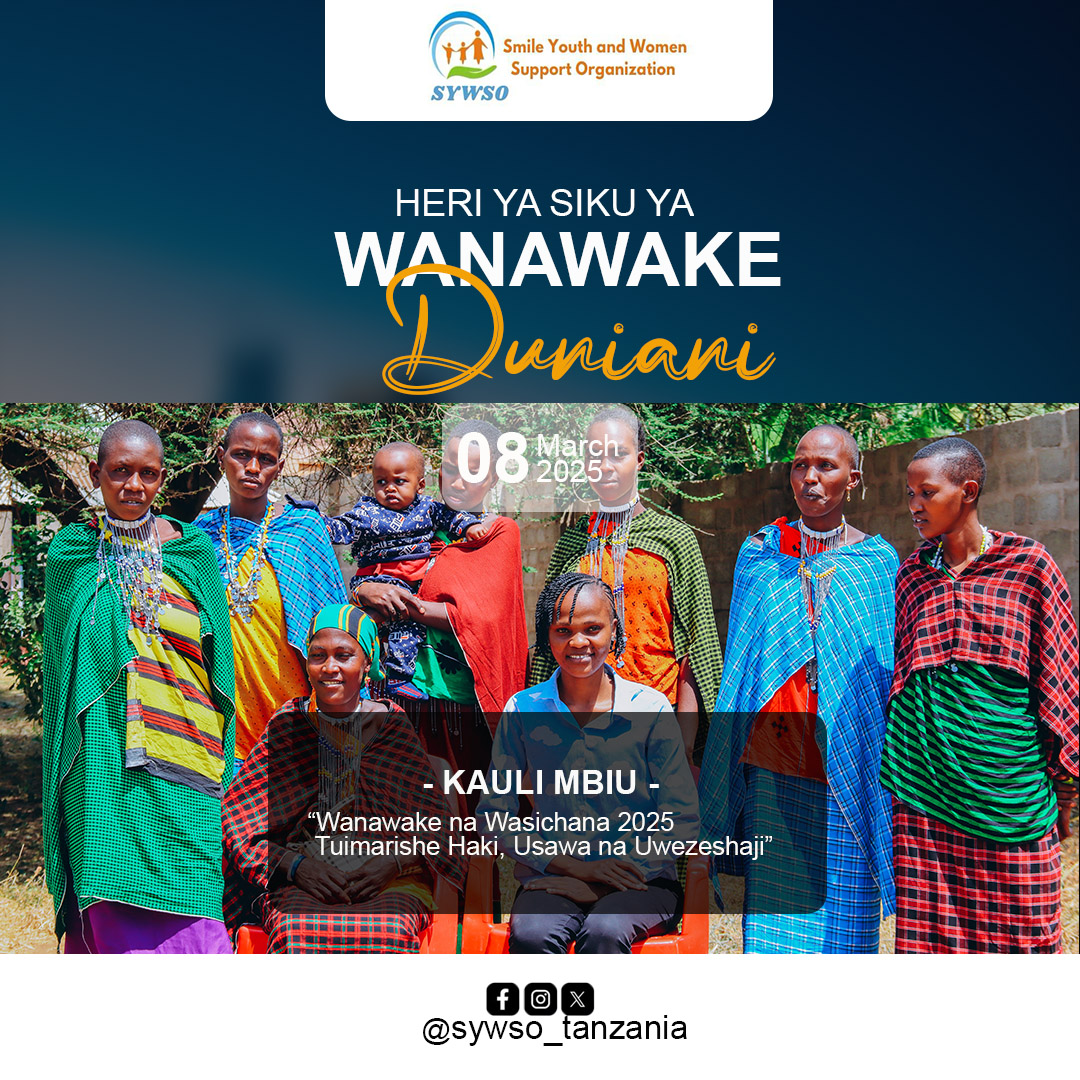 Smile Youth and Women
Support Organization
SYWSO
HERI YA SIKU YA
WANAWAKE
Duniani
08 March
2025
- KAULI MBIU -
“Wanawake na Wasichana 2025
Tuimarishe Haki, Usawa na Uwezeshaji”
@sywso_tanzania